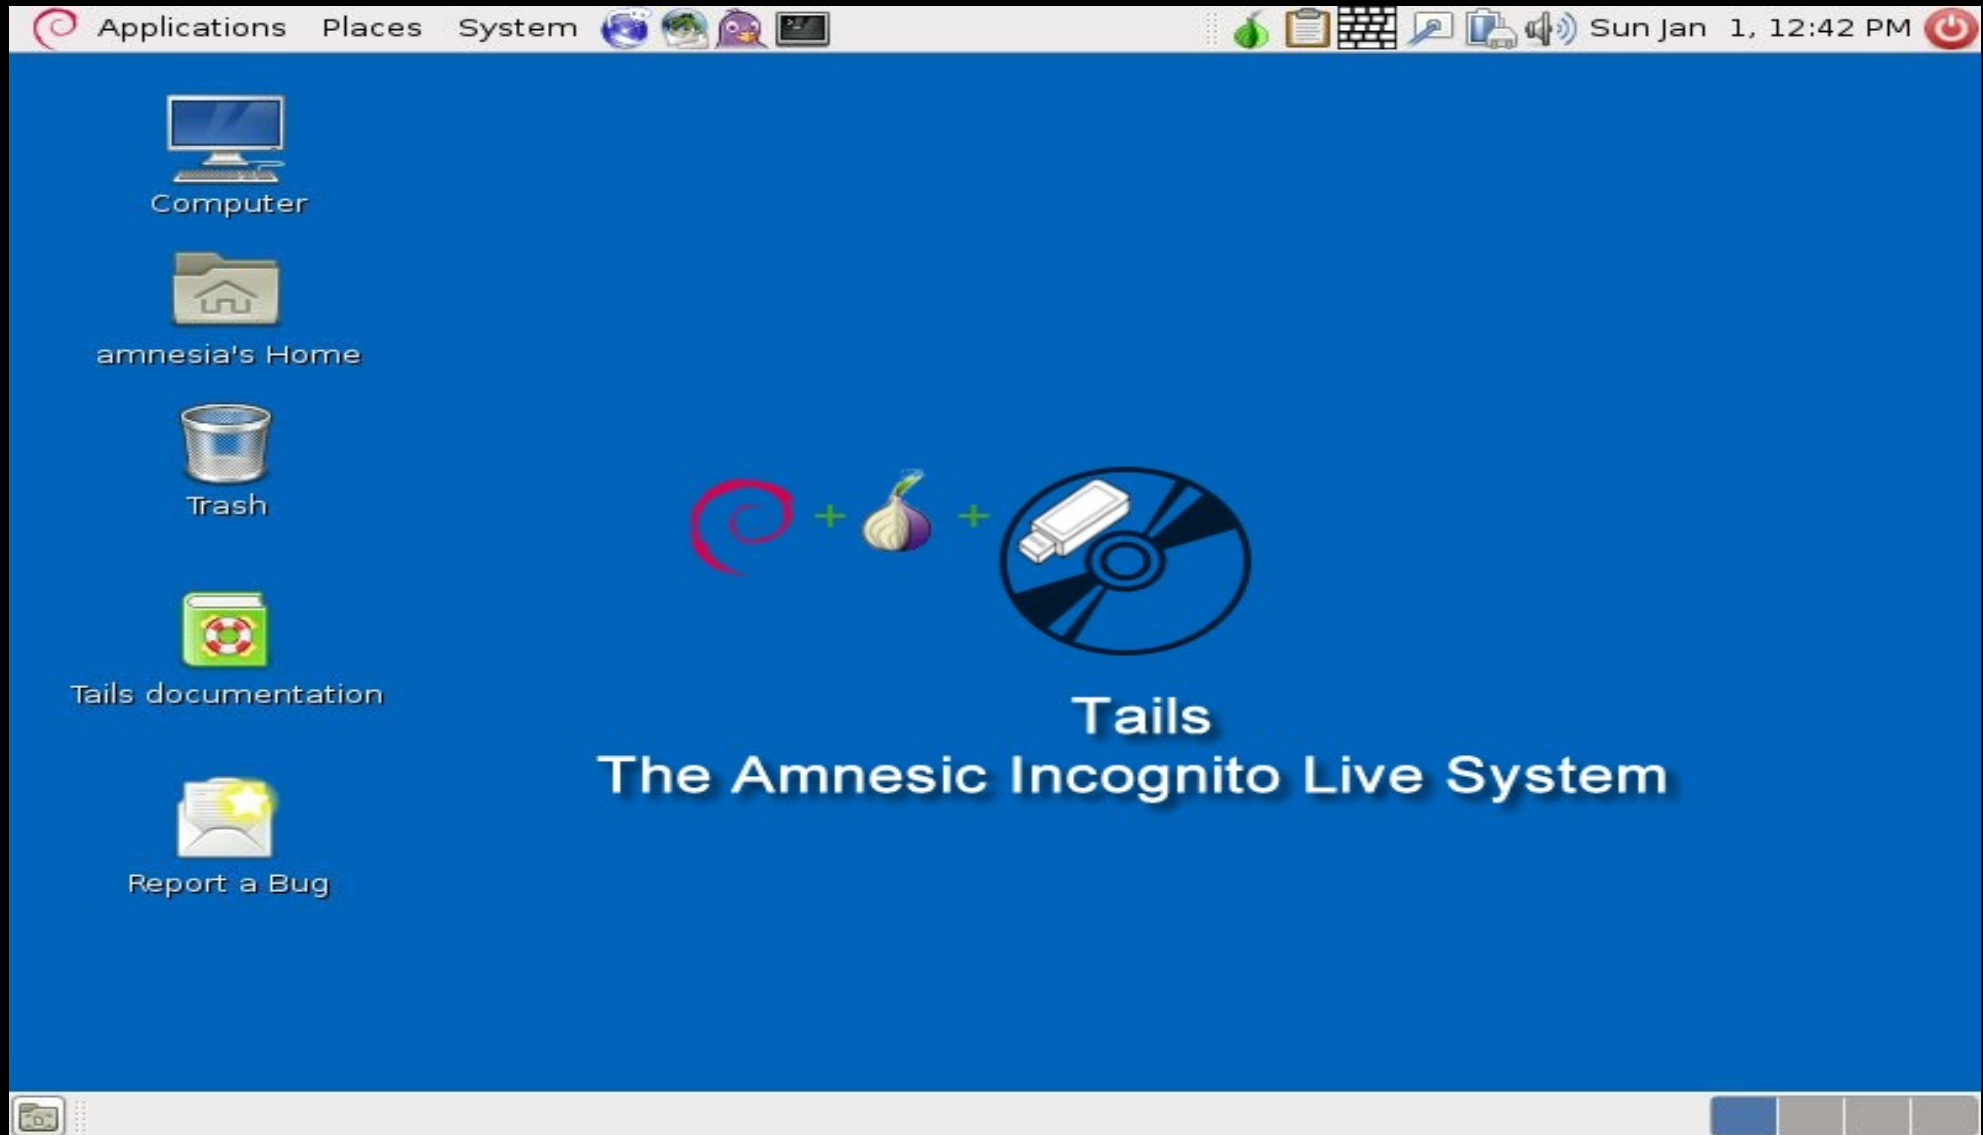 Applications Places System Sun Jan 1, 12:42 PM
Computer
amnesia's Home
Trash
Tails documentation
Report a Bug
Tails
The Amnesic Incognito Live System